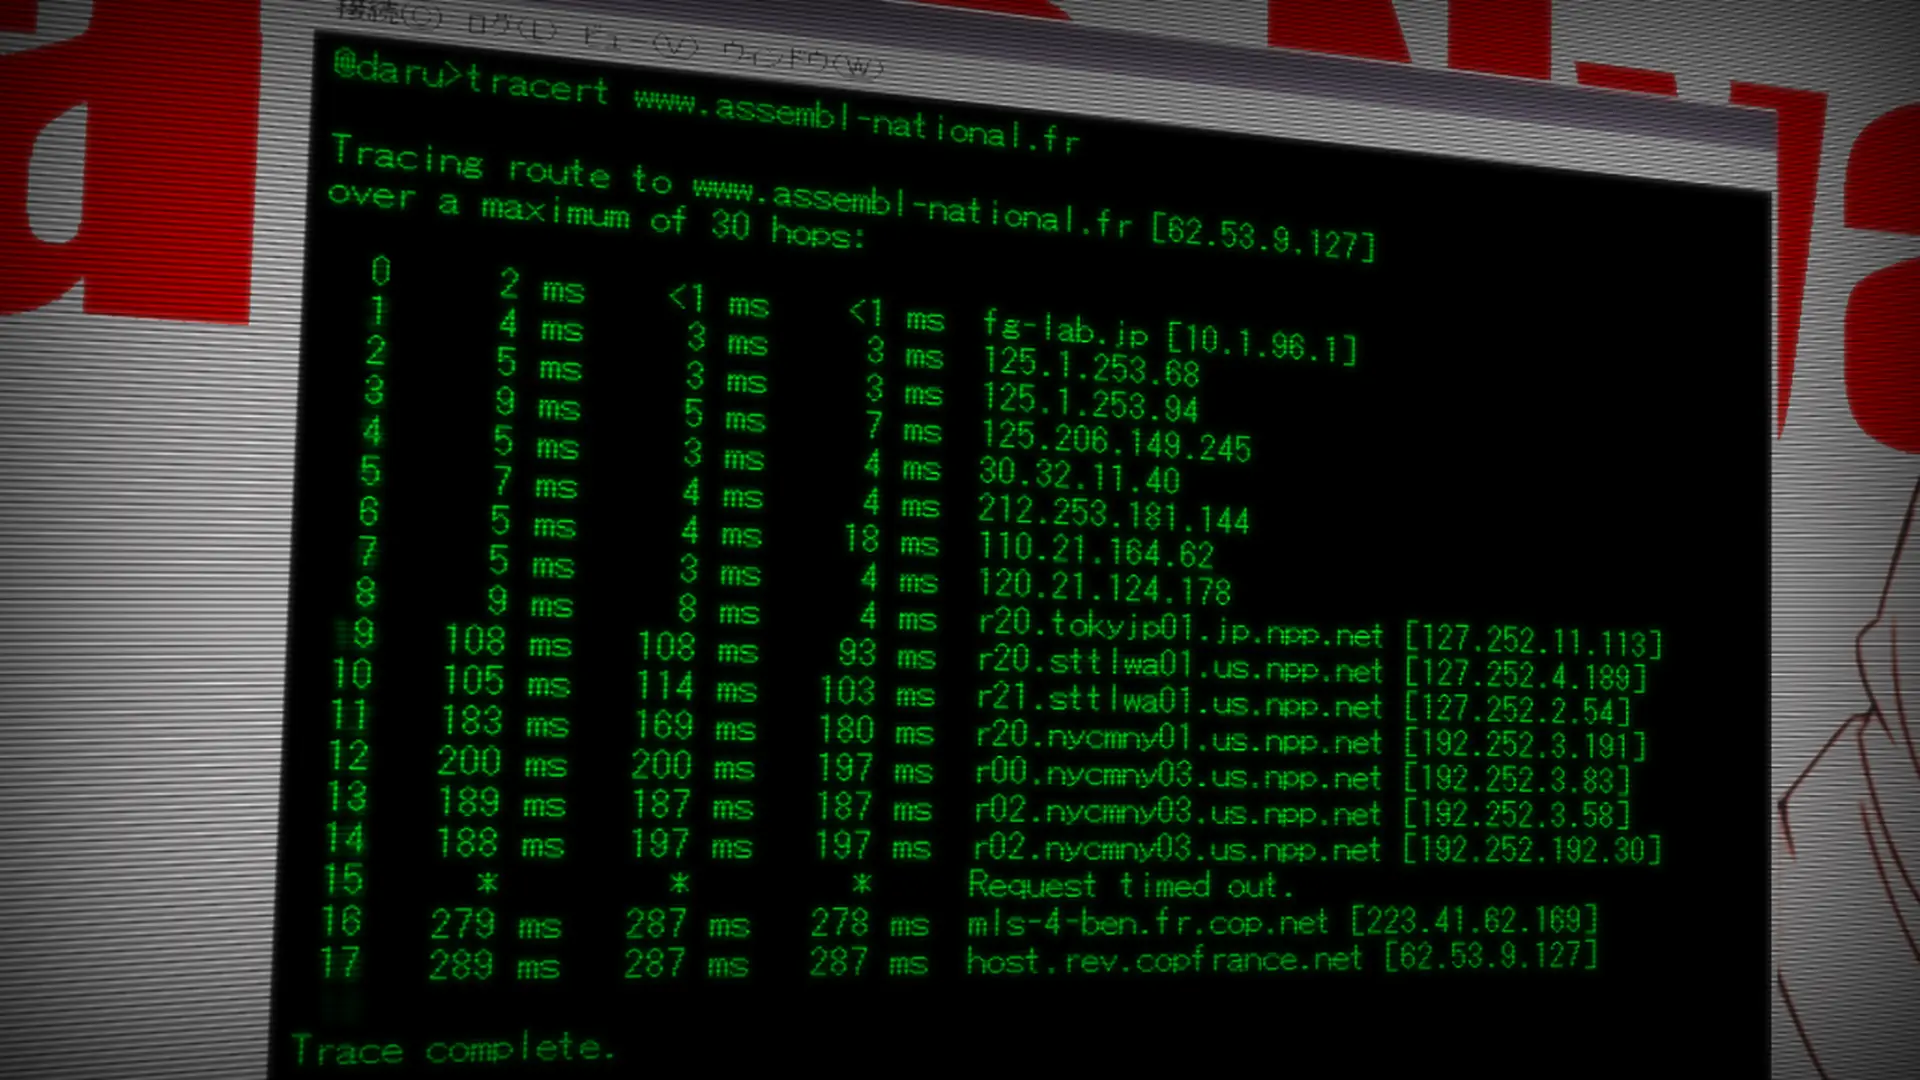 接続(C) ログ(L) ビュー(V) ウィンドウ(W)
@daru>tracert www.assembl-national.fr
Tracing route to www.assembl-national.fr [62.53.9.127]
over a maximum of 30 hops:
0 2 ms <1 ms <1 ms fg-lab.jp [10.1.96.1]
1 4 ms 3 ms 3 ms 125.1.253.68
2 5 ms 3 ms 3 ms 125.1.253.94
3 9 ms 5 ms 7 ms 125.206.149.245
4 5 ms 3 ms 4 ms 30.32.11.40
5 7 ms 4 ms 4 ms 212.253.181.144
6 5 ms 4 ms 18 ms 110.21.164.62
7 5 ms 3 ms 4 ms 120.21.124.178
8 9 ms 8 ms 4 ms r20.tokyjp01.jp.npp.net [127.252.11.113]
9 108 ms 108 ms 93 ms r20.sttlwa01.us.npp.net [127.252.4.189]
10 105 ms 114 ms 103 ms r21.sttlwa01.us.npp.net [127.252.2.54]
11 183 ms 169 ms 180 ms r20.nycmny01.us.npp.net [192.252.3.191]
12 200 ms 200 ms 197 ms r00.nycmny03.us.npp.net [192.252.3.83]
13 189 ms 187 ms 187 ms r02.nycmny03.us.npp.net [192.252.3.58]
14 188 ms 197 ms 197 ms r02.nycmny03.us.npp.net [192.252.192.30]
15 * * * Request timed out.
16 279 ms 287 ms 278 ms mls-4-ben.fr.cop.net [223.41.62.169]
17 289 ms 287 ms 287 ms host.rev.copfrance.net [62.53.9.127]
Trace complete.